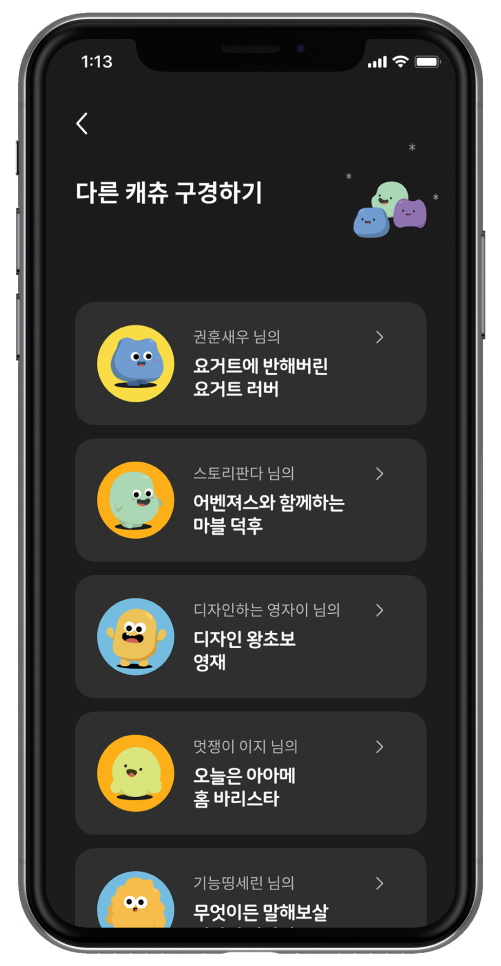 1:13
다른 캐츄 구경하기
권훈새우 님의
요거트에 반해버린
요거트 러버
스토리판다 님의
어벤져스와 함께하는
마블 덕후
디자인하는 영자이 님의
디자인 왕초보
영재
멋쟁이 이지 님의
오늘은 아아메
홈 바리스타
기능띵세린 님의
무엇이든 말해보살